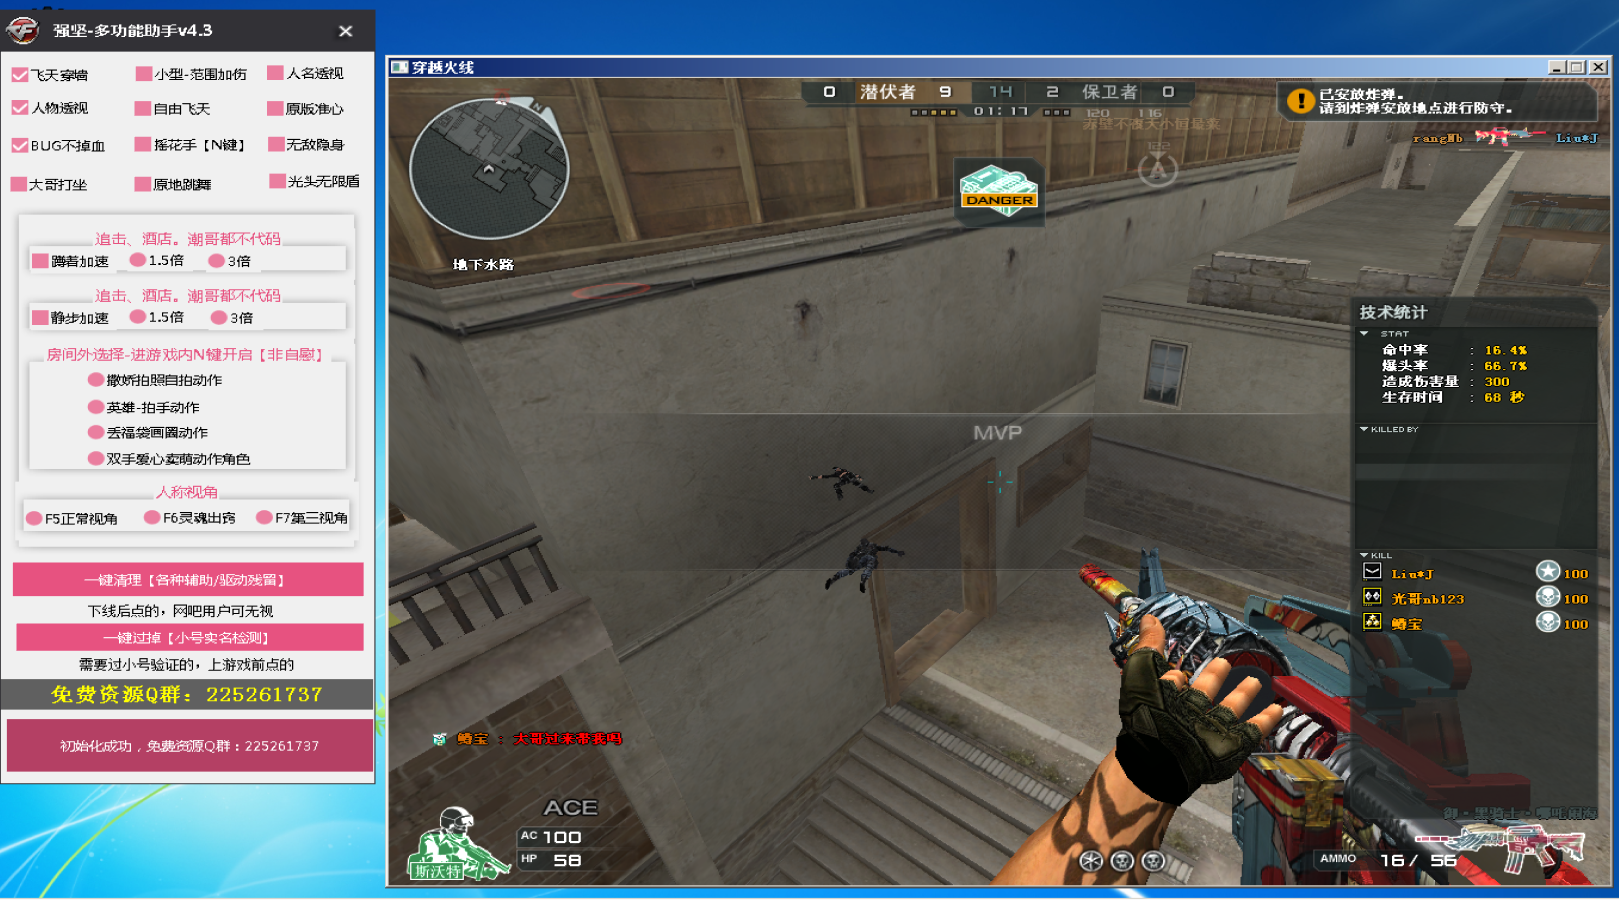 强坚-多功能助手v4.3
飞天穿墙
小型-范围加伤
人名透视
人物透视
自由飞天
原版准心
BUG不掉血
摇花手【N键】
无敌隐身
大哥打坐
原地跳舞
光头无限盾
追击、酒店。潮哥都不代码
蹲着加速
1.5倍
3倍
追击、酒店。潮哥都不代码
静步加速
1.5倍
3倍
房间外选择-进游戏内N键开启【非自慰】
撒娇拍照自拍动作
英雄-拍手动作
丢福袋画圈动作
双手爱心卖萌动作角色
人称视角
F5正常视角
F6灵魂出窍
F7第三视角
一键清理【各种辅助/驱动残留】
下线后点的，网吧用户可无视
一键过掉【小号实名检测】
需要过小号验证的，上游戏前点的
免费资源Q群：225261737
初始化成功，免费资源Q群：225261737
穿越火线
0 潜伏者 9 14 2 保卫者 0
01:17
120 116
122
A
N
已安放炸弹。
请到炸弹安放地点进行防守。
rangNb
Liu*J
DANGER
地下水路
技术统计
STAT
命中率 : 16.4%
爆头率 : 66.7%
造成伤害量 : 300
生存时间 : 68 秒
KILLED BY
MVP
KILL
Liu*J 100
光哥nb123 100
鳟宝 100
鳟宝 : 大哥过来带我吗
ACE
AC 100
HP 58
斯沃特
AMMO 16/ 56